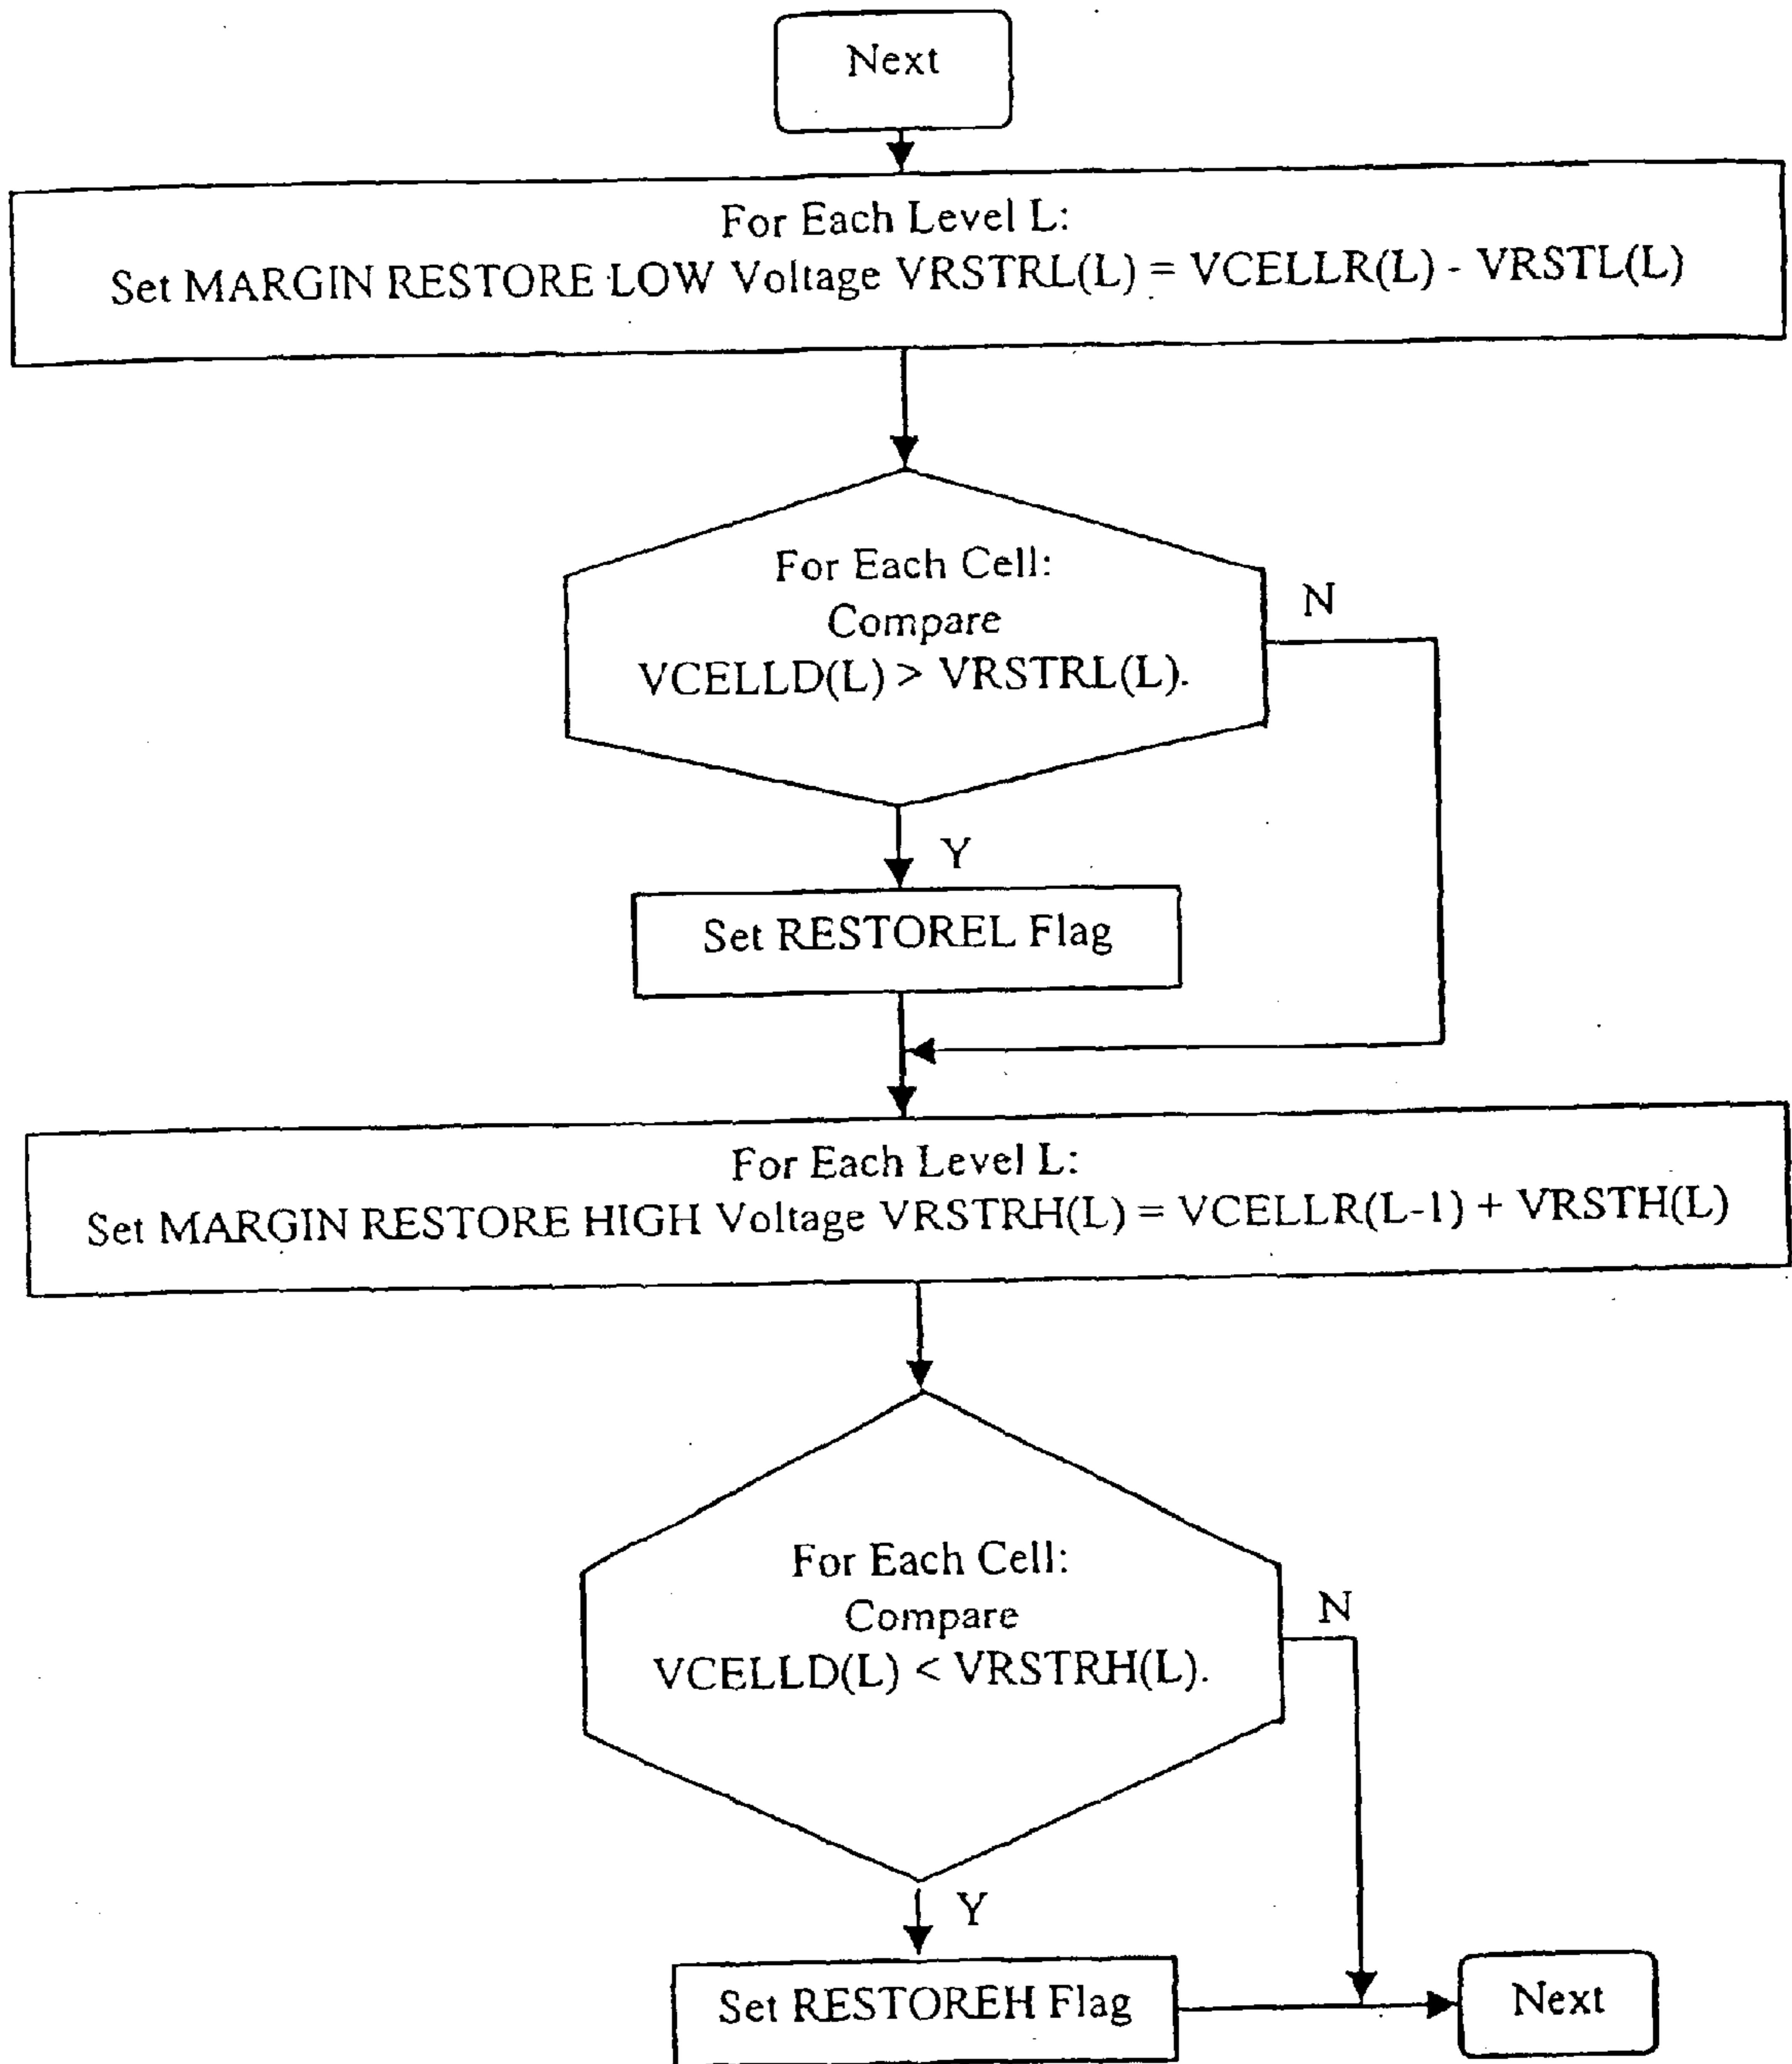 Next
For Each Level L:
Set MARGIN RESTORE LOW Voltage VRSTRL(L) = VCELLR(L) - VRSTL(L)
For Each Cell:
Compare
VCELLD(L) > VRSTRL(L).
N
Y
Set RESTOREL Flag
For Each Level L:
Set MARGIN RESTORE HIGH Voltage VRSTRH(L) = VCELLR(L-1) + VRSTH(L)
For Each Cell:
Compare
VCELLD(L) < VRSTRH(L).
N
Y
Set RESTOREH Flag
Next